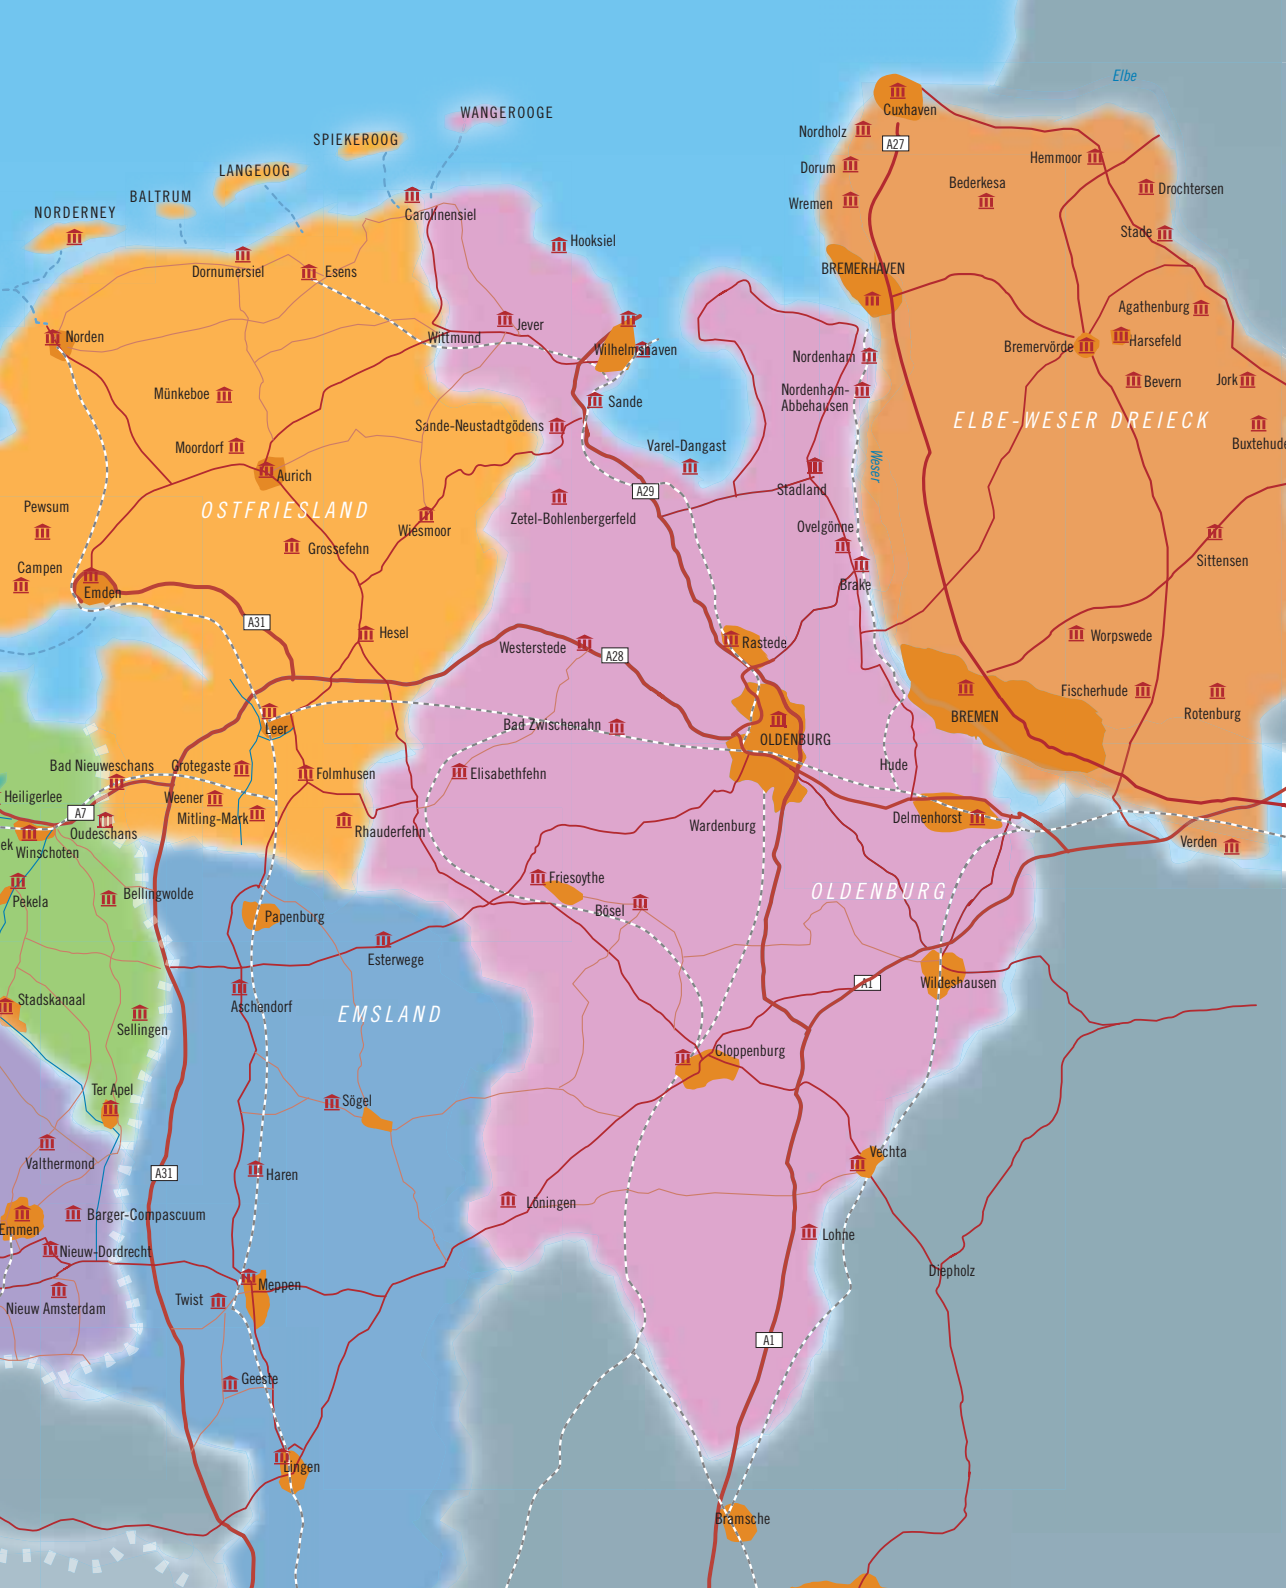 Elbe
WANGEROOGE
SPIEKEROOG
LANGEOOG
BALTRUM
NORDERNEY
Cuxhaven
Nordholz
A27
Dorum
Hemmoor
Bederkesa
Drochtersen
Wremen
Stade
Carolinensiel
Hooksiel
Dornumersiel
Esens
BREMERHAVEN
Agathenburg
Norden
Jever
Wittmund
Wilhelmshaven
Nordenham
Bremervörde
Harsefeld
Münkeboe
Nordenham-
Abbehausen
Bevern
Jork
Sande
ELBE-WESER DREIECK
Sande-Neustadtgödens
Buxtehude
Moordorf
Varel-Dangast
Weser
Aurich
Stadland
A29
Pewsum
OSTFRIESLAND
Zetel-Bohlenbergerfeld
Wiesmoor
Ovelgönne
Grossefehn
Sittensen
Campen
Brake
Emden
A31
Hesel
Worpswede
Westerstede
A28
Rastede
Fischerhude
Rotenburg
Leer
Bad Zwischenahn
OLDENBURG
BREMEN
Bad Nieuweschans
Grotegaste
Folmhusen
Elisabethfehn
Hude
Heiligerlee
Weener
A7
Mitling-Mark
Oudeschans
Rhauderfehn
Wardenburg
Delmenhorst
ek
Winschoten
Verden
Friesoythe
OLDENBURG
Pekela
Bellingwolde
Papenburg
Bösel
Esterwege
A1
Wildeshausen
Stadskanaal
Aschendorf
EMSLAND
Sellingen
Cloppenburg
Ter Apel
Sögel
Vechta
Valthermond
A31
Haren
Löningen
Barger-Compascuum
Emmen
Lohne
Nieuw-Dordrecht
Diepholz
Meppen
Twist
Nieuw Amsterdam
A1
Geeste
Lingen
Bramsche